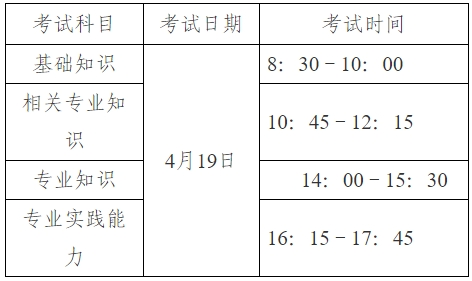 考试科目 考试日期 考试时间
基础知识 8：30-10：00
相关专业知
识 10：45-12：15
4月19日
专业知识 14：00-15：30
专业实践能
力 16：15-17：45